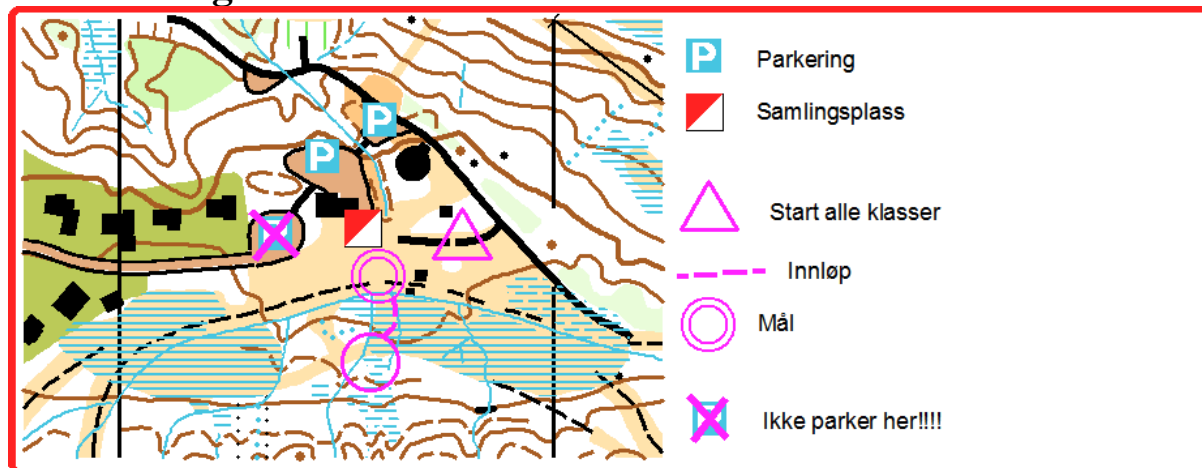 P
P
P
Parkering
Samlingsplass
Start alle klasser
Innløp
Mål
Ikke parker her!!!!